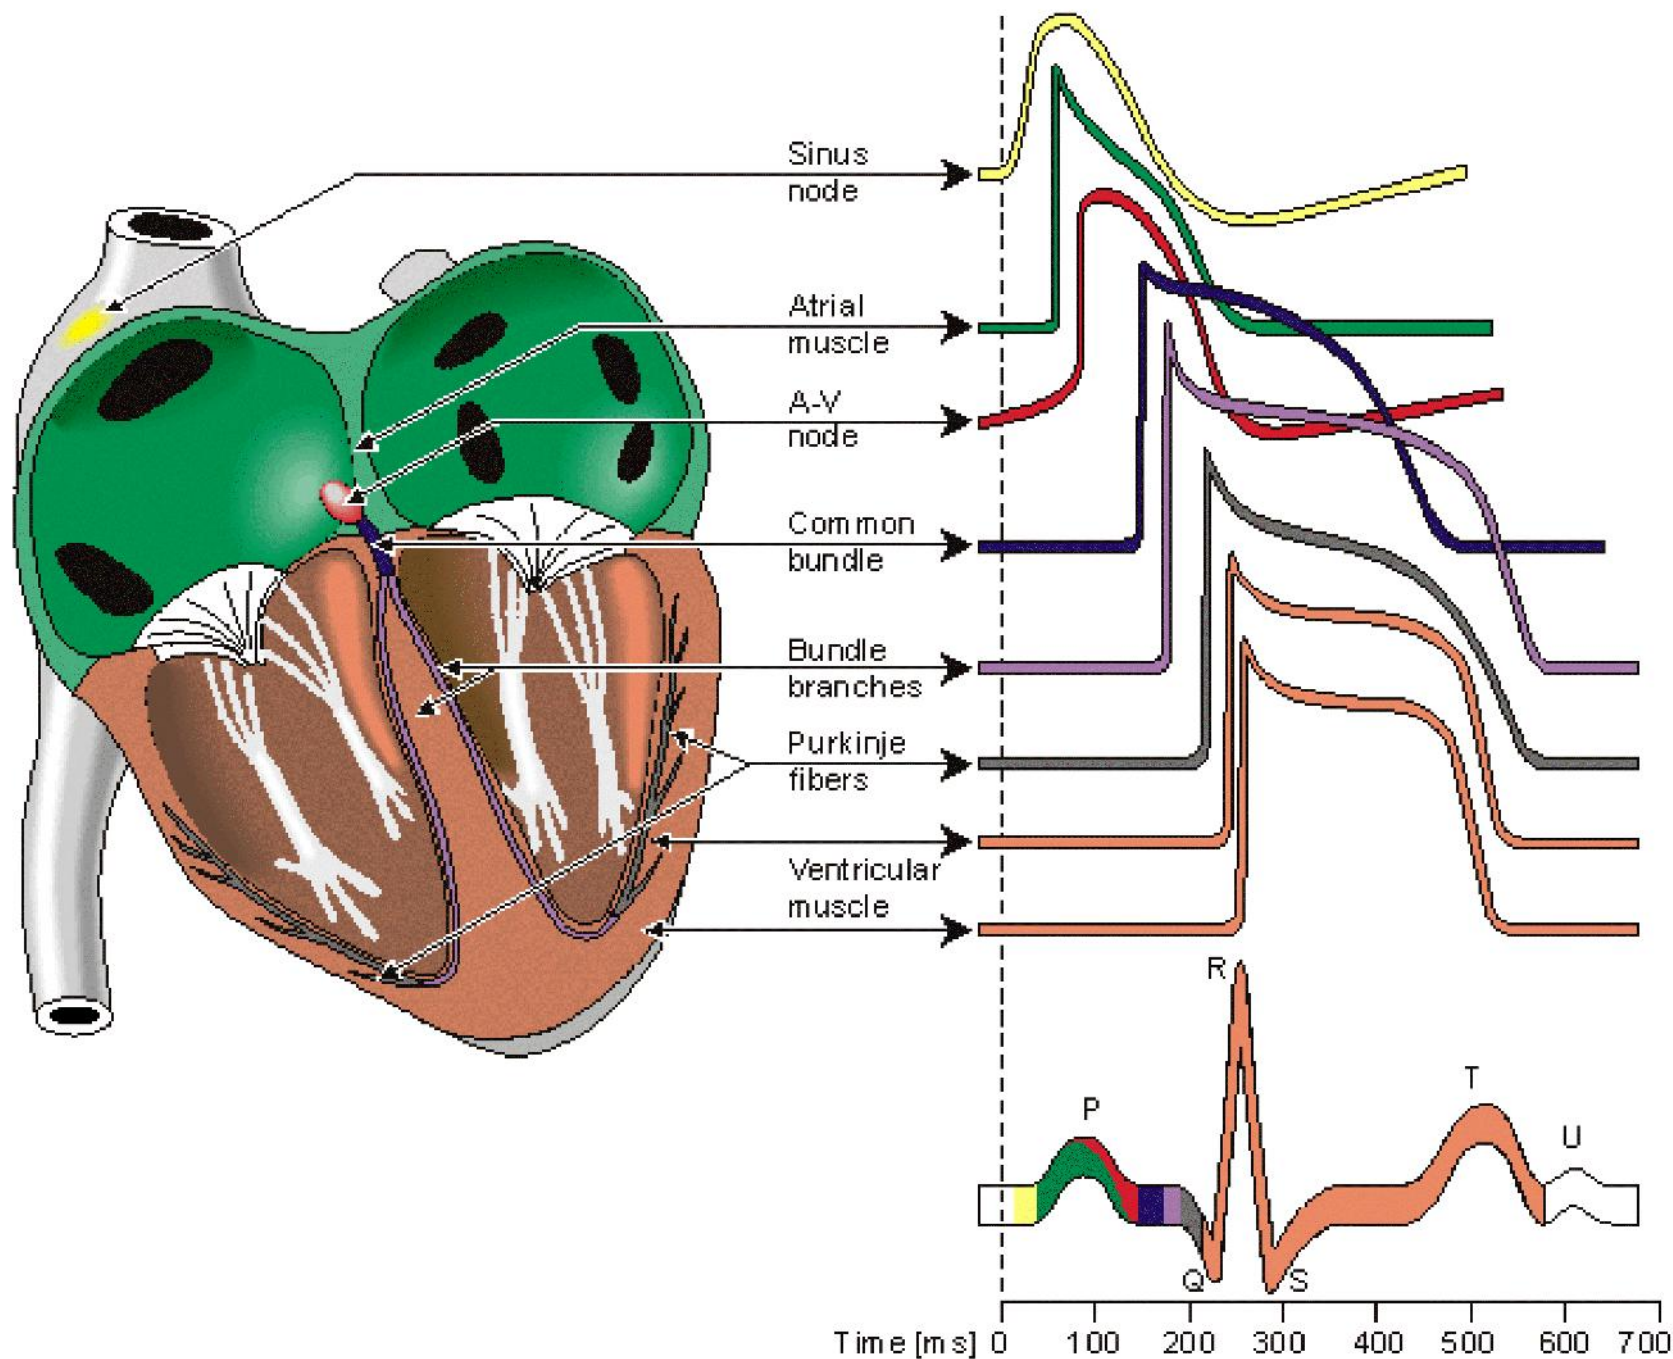 Sinus
node
Atrial
muscle
A-V
node
Common
bundle
Bundle
branches
Purkinje
fibers
Ventricular
muscle
R
P
T
U
Q
S
Time [ms] 0 100 200 300 400 500 600 700